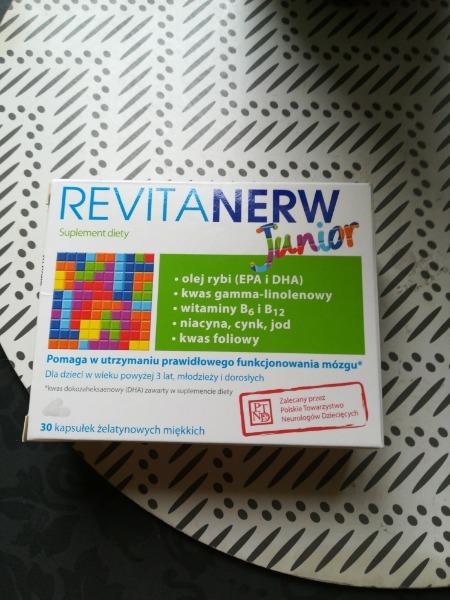 REVITANERW
Junior
Suplement diety
• olej rybi (EPA i DHA)
• kwas gamma-linolenowy
• witaminy B6 i B12
• niacyna, cynk, jod
• kwas foliowy
Pomaga w utrzymaniu prawidłowego funkcjonowania mózgu*
Dla dzieci w wieku powyżej 3 lat, młodzieży i dorosłych
*kwas dokozaheksaenowy (DHA) zawarty w suplemencie diety
PTND
Zalecany przez
Polskie Towarzystwo
Neurologów Dziecięcych
30 kapsułek żelatynowych miękkich